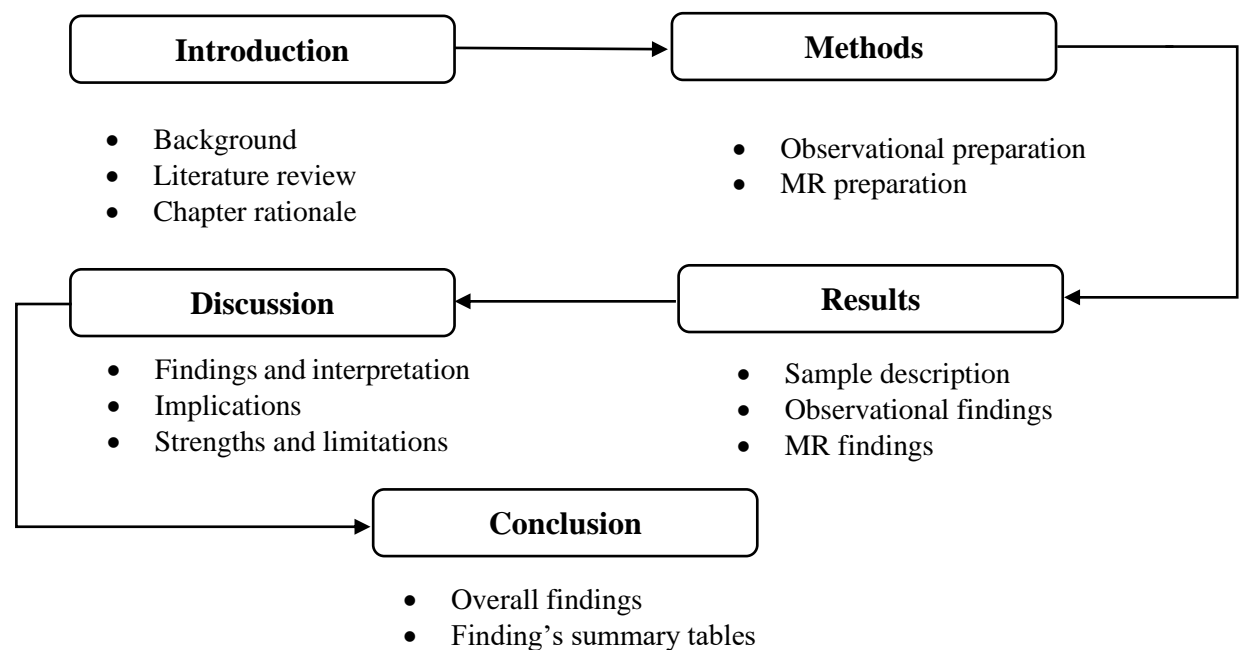 Introduction
• Background
• Literature review
• Chapter rationale
Methods
• Observational preparation
• MR preparation
Results
• Sample description
• Observational findings
• MR findings
Discussion
• Findings and interpretation
• Implications
• Strengths and limitations
Conclusion
• Overall findings
• Finding’s summary tables